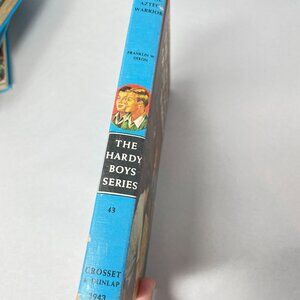 AZTEC
WARRIOR
FRANKLIN W.
DIXON
THE
HARDY
BOYS
SERIES
43
GROSSET
& DUNLAP